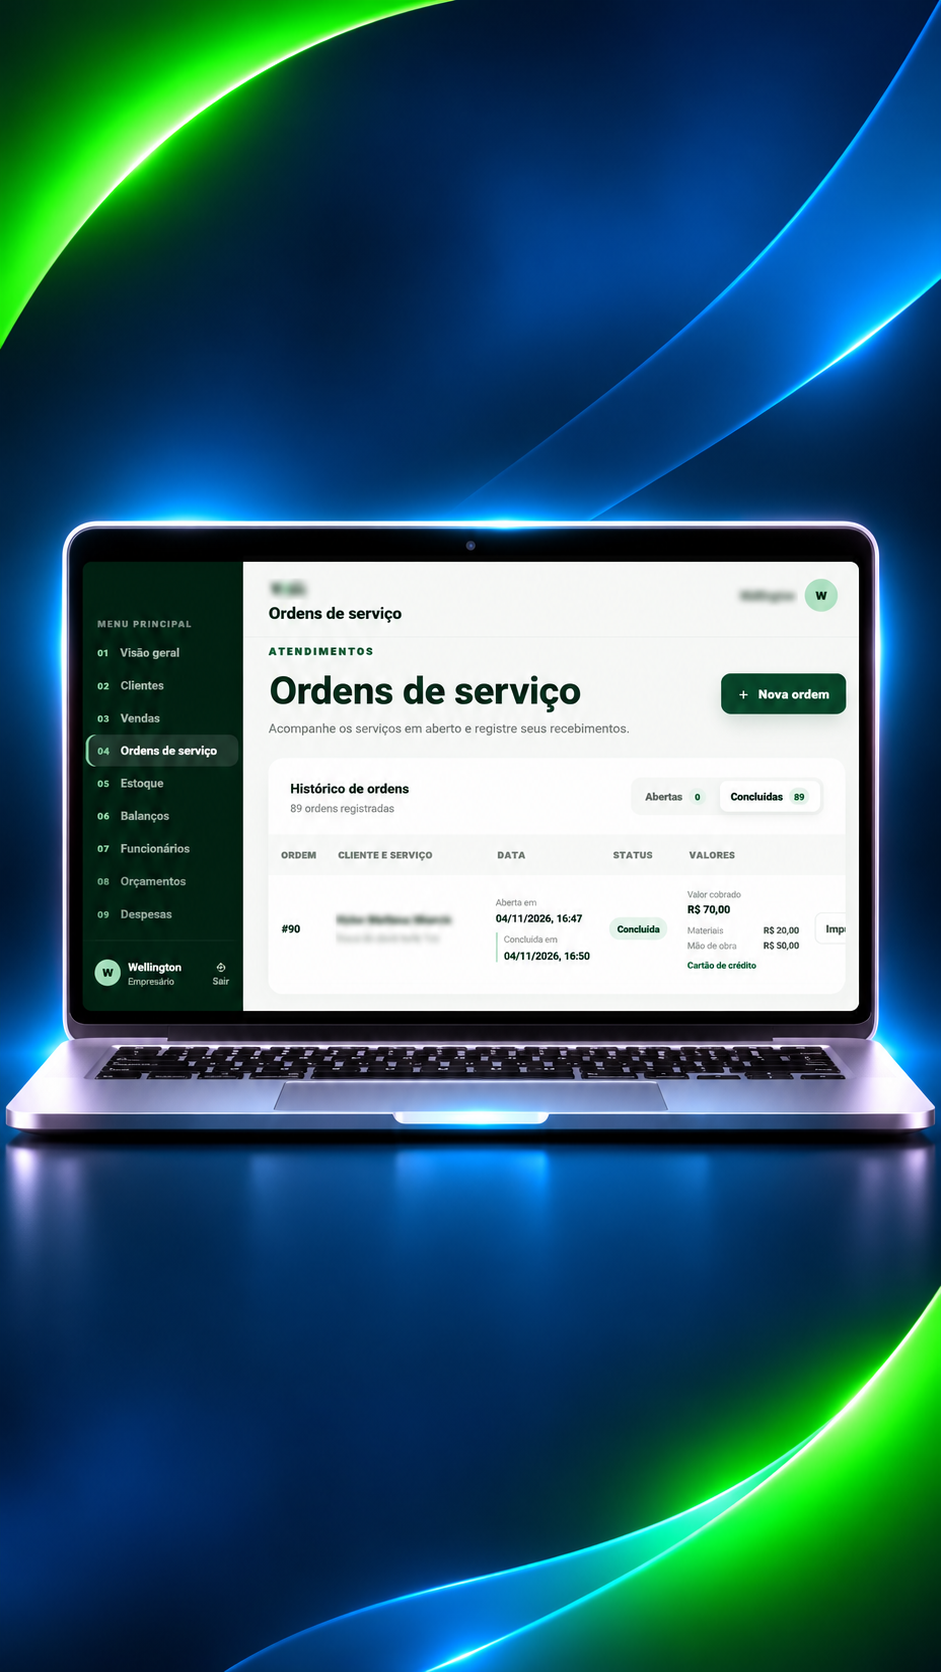 MENU PRINCIPAL
01 Visão geral
02 Clientes
03 Vendas
04 Ordens de serviço
05 Estoque
06 Balanços
07 Funcionários
08 Orçamentos
09 Despesas
W Wellington
Empresário
Sair
Ordens de serviço
W
ATENDIMENTOS
Ordens de serviço
+ Nova ordem
Acompanhe os serviços em aberto e registre seus recebimentos.
Histórico de ordens
89 ordens registradas
Abertas 0
Concluidas 89
ORDEM CLIENTE E SERVIÇO DATA STATUS VALORES
#90
Aberta em
04/11/2026, 16:47
Concluida em
04/11/2026, 16:50
Concluida
Valor cobrado
R$ 70,00
Materiais R$ 20,00
Mão de obra R$ 50,00
Cartão de crédito